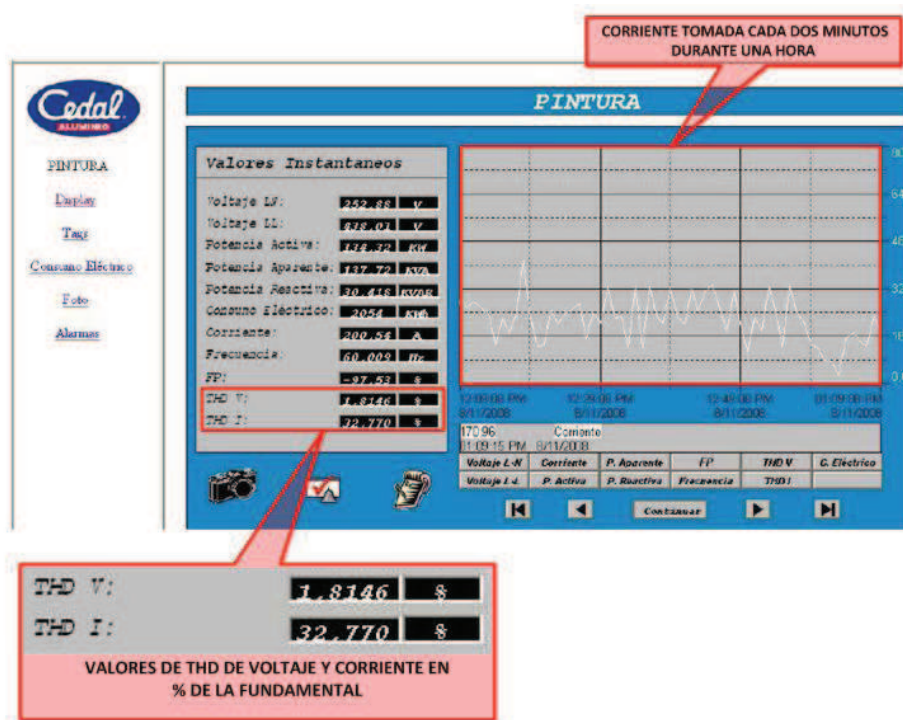 CORRIENTE TOMADA CADA DOS MINUTOS
DURANTE UNA HORA
Cedal
ALUMINIO
PINTURA
Display
Tags
Consumo Eléctrico
Foto
Alarmas
PINTURA
Valores Instantaneos
Voltaje LN: 252.88 V
Voltaje LL: 438.01 V
Potencia Activa: 134.32 KW
Potencia Aparente: 137.72 KVA
Potencia Reactiva: 30.418 KVAR
Consumo Eléctrico: 2054 KWh
Corriente: 200.54 A
Frecuencia: 60.009 Hz
FP: -97.53 %
THD V: 1.8146 %
THD I: 32.770 %
48
32
16
0.0
12:09:08 PM 12:29:08 PM 12:49:08 PM 01:09:08 PM
8/11/2008 8/11/2008 8/11/2008 8/11/2008
170.96 Corriente
01:09:15 PM 8/11/2008
Voltaje L-N Corriente P. Aparente FP THD V C. Eléctrico
Voltaje L-L P. Activa P. Reactiva Frecuencia THD I
Continuar
THD V: 1.8146 %
THD I: 32.770 %
VALORES DE THD DE VOLTAJE Y CORRIENTE EN
% DE LA FUNDAMENTAL